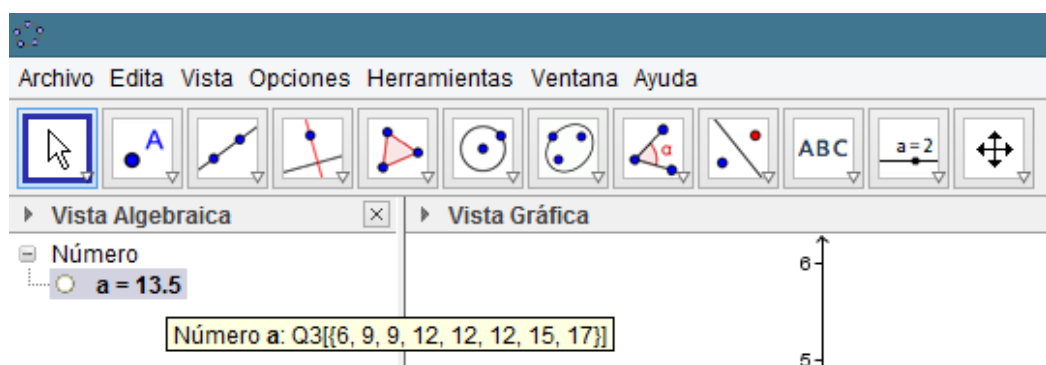 Archivo Edita Vista Opciones Herramientas Ventana Ayuda
A α ABC a = 2
Vista Algebraica Vista Gráfica
Número
a = 13.5
6
Número a: Q3[{6, 9, 9, 12, 12, 12, 15, 17}]
5